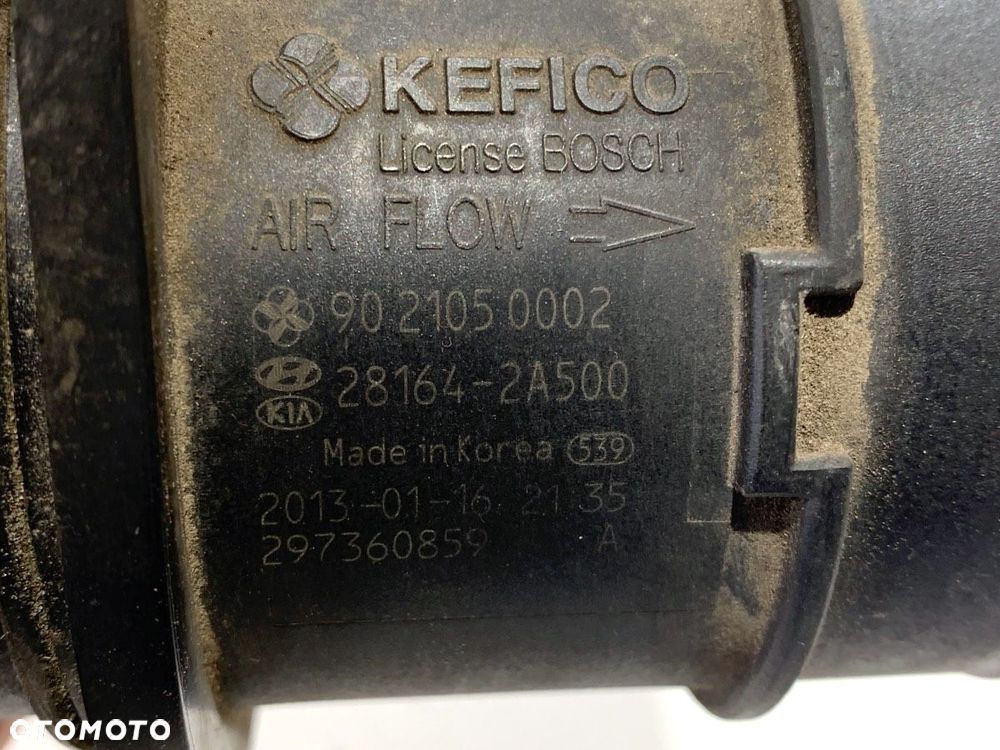 KEFICO
License BOSCH
AIR FLOW
90 2105 0002
28164-2A500
KIA
Made in Korea 539
2013-01-16 21:35
297360859 A
OTOMOTO